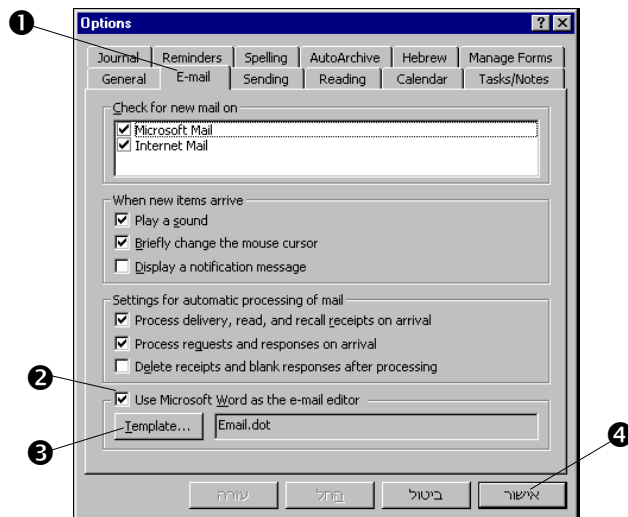 ❶
Options
Journal Reminders Spelling AutoArchive Hebrew Manage Forms
General E-mail Sending Reading Calendar Tasks/Notes
Check for new mail on
Microsoft Mail
Internet Mail
When new items arrive
Play a sound
Briefly change the mouse cursor
Display a notification message
Settings for automatic processing of mail
Process delivery, read, and recall receipts on arrival
Process requests and responses on arrival
Delete receipts and blank responses after processing
❷
Use Microsoft Word as the e-mail editor
❸
Template... Email.dot
❹
עזרה החל ביטול אישור